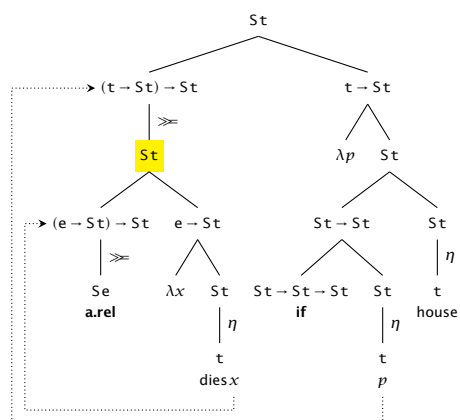 St
(t → St) → St t → St
⋙=
St λp St
(e → St) → St e → St St → St St
⋙= η
Se λx St St → St → St St t
a.rel if house
η η
t t
dies x p